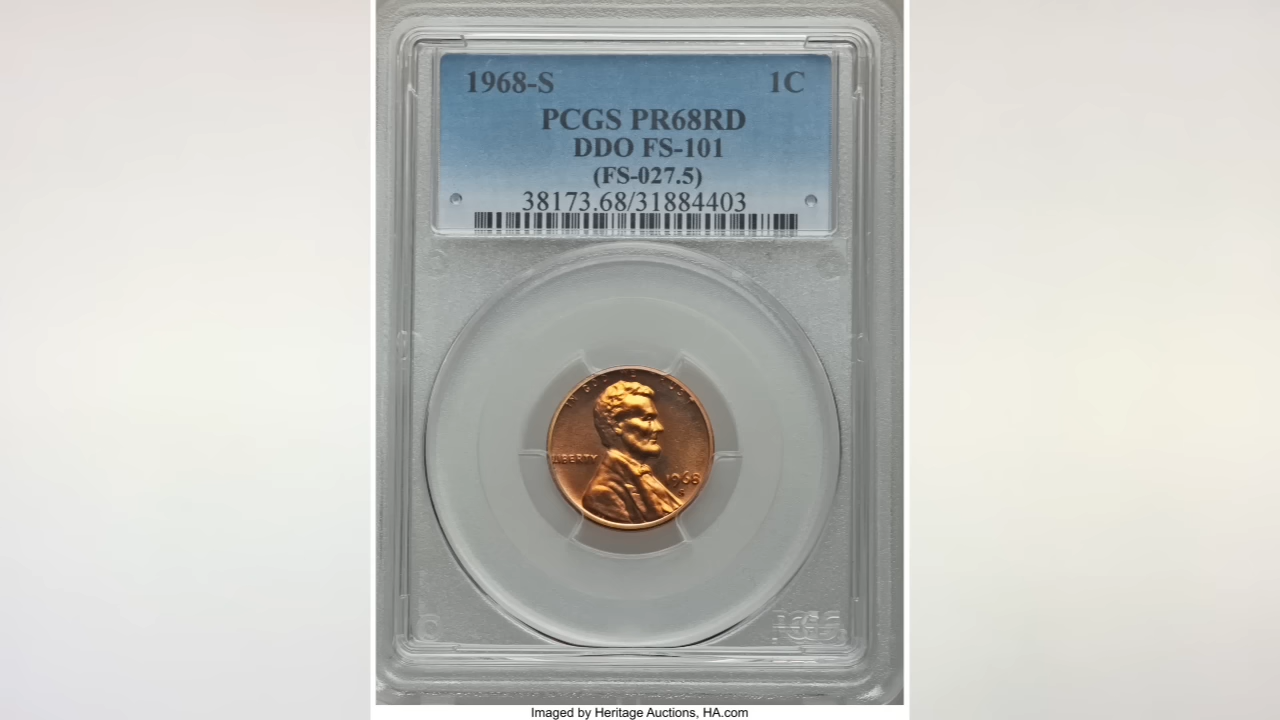 1968-S 1C
PCGS PR68RD
DDO FS-101
(FS-027.5)
38173.68/31884403
LIBERTY
1968
S
PCGS
Imaged by Heritage Auctions, HA.com